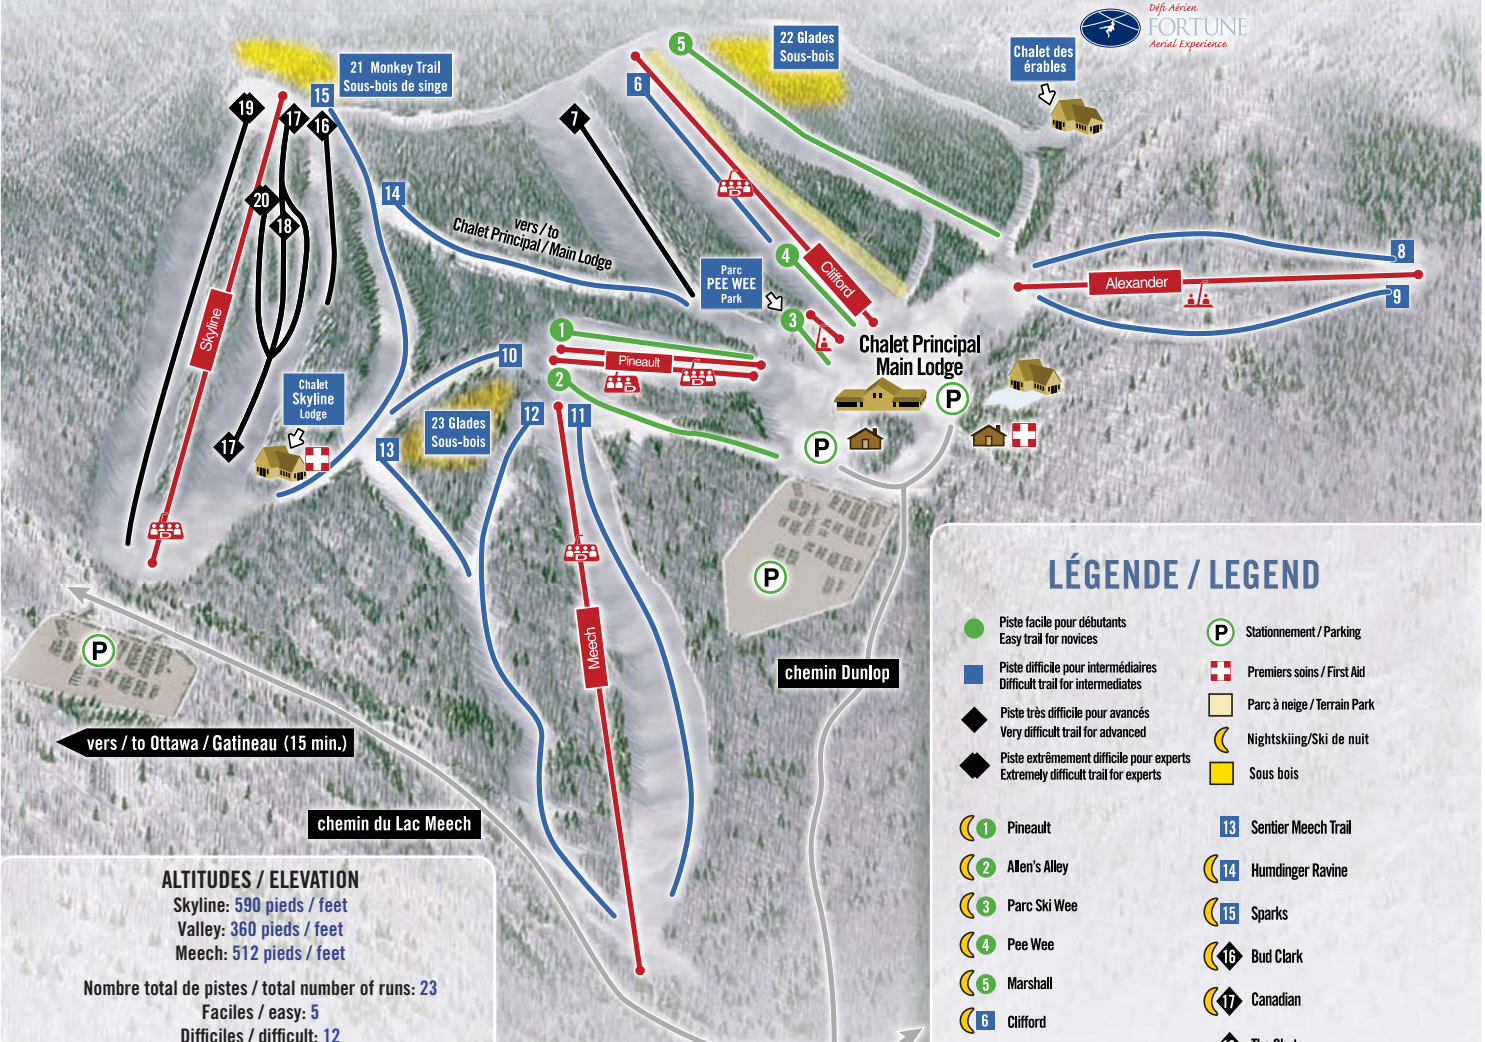 Défi Aérien
FORTUNE
Aerial Experience
22 Glades
Sous-bois
Chalet des
érables
21 Monkey Trail
Sous-bois de singe
5
6
15
19
17
16
7
14
20
18
vers / to
Chalet Principal / Main Lodge
4
Clifford
Parc
PEE WEE
Park
3
8
Alexander
9
Skyline
1
Pineault
2
10
Chalet Principal
Main Lodge
P
Chalet
Skyline
Lodge
12
11
23 Glades
Sous-bois
13
17
P
P
Meech
P
chemin Dunlop
vers / to Ottawa / Gatineau (15 min.)
chemin du Lac Meech
ALTITUDES / ELEVATION
Skyline: 590 pieds / feet
Valley: 360 pieds / feet
Meech: 512 pieds / feet
Nombre total de pistes / total number of runs: 23
Faciles / easy: 5
Difficiles / difficult: 12
LÉGENDE / LEGEND
Piste facile pour débutants
Easy trail for novices
Piste difficile pour intermédiaires
Difficult trail for intermediates
Piste très difficile pour avancés
Very difficult trail for advanced
Piste extrêmement difficile pour experts
Extremely difficult trail for experts
P Stationnement / Parking
Premiers soins / First Aid
Parc à neige / Terrain Park
Nightskiing/Ski de nuit
Sous bois
1 Pineault
2 Allen's Alley
3 Parc Ski Wee
4 Pee Wee
5 Marshall
6 Clifford
13 Sentier Meech Trail
14 Humdinger Ravine
15 Sparks
16 Bud Clark
17 Canadian